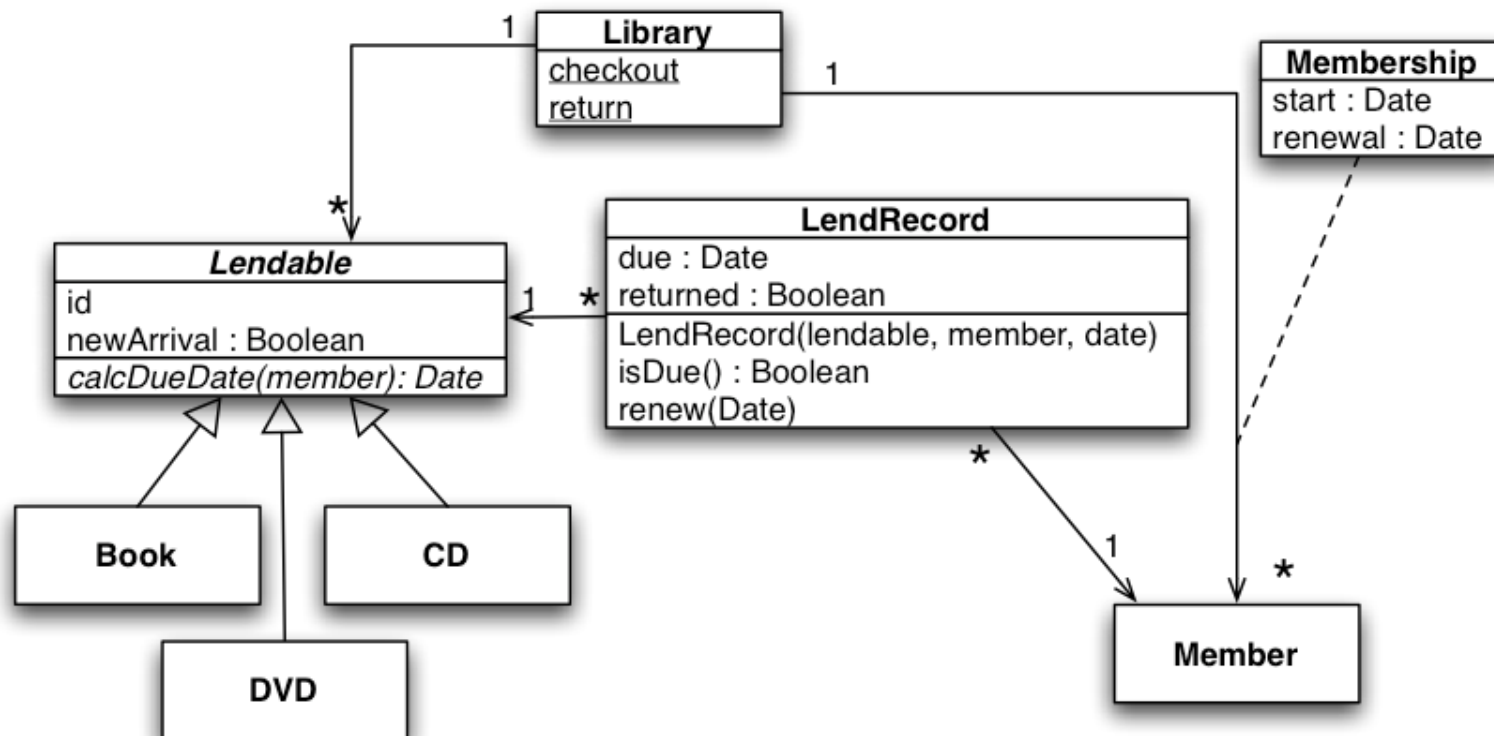 1
Library
checkout
return
1
Membership
start : Date
renewal : Date
*
Lendable
id
newArrival : Boolean
calcDueDate(member): Date
1
*
LendRecord
due : Date
returned : Boolean
LendRecord(lendable, member, date)
isDue() : Boolean
renew(Date)
*
1
*
Book
CD
DVD
Member